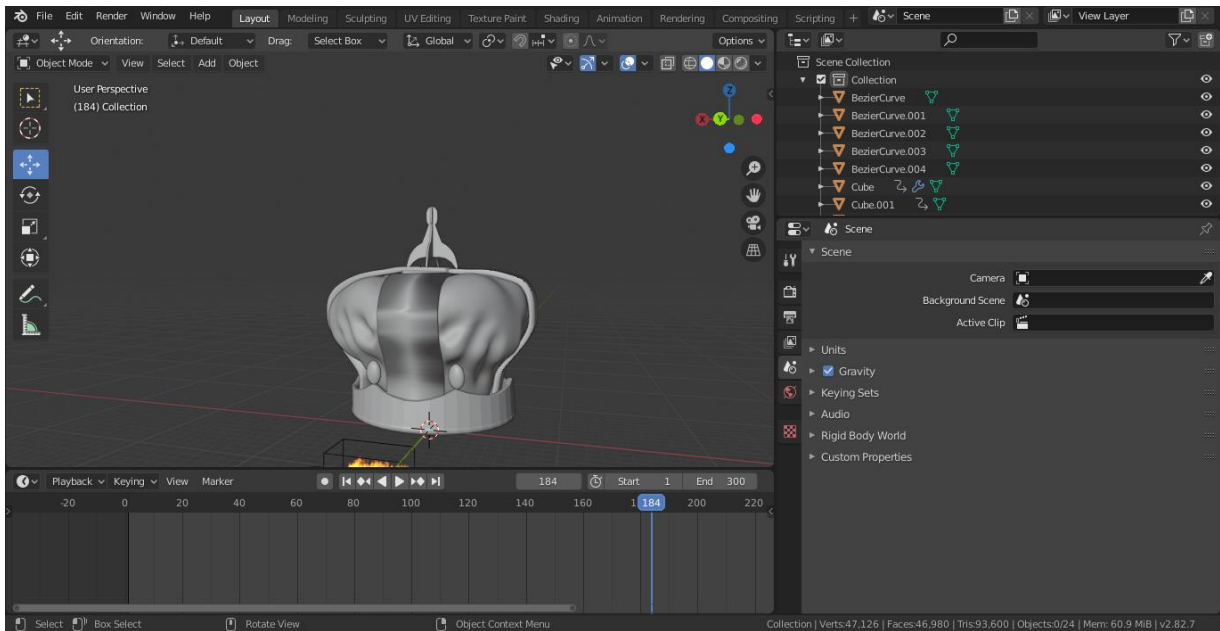 File Edit Render Window Help Layout Modeling Sculpting UV Editing Texture Paint Shading Animation Rendering Compositing Scripting + Scene View Layer
Orientation: Default Drag: Select Box Global Options
Object Mode View Select Add Object
User Perspective
(184) Collection
Z
X
Y
Scene Collection
Collection
BezierCurve
BezierCurve.001
BezierCurve.002
BezierCurve.003
BezierCurve.004
Cube
Cube.001
Scene
Scene
Camera
Background Scene
Active Clip
Units
Gravity
Keying Sets
Audio
Rigid Body World
Custom Properties
Playback Keying View Marker 184 Start 1 End 300
-20 0 20 40 60 80 100 120 140 160 1 184 200 220
Select Box Select Rotate View Object Context Menu Collection | Verts:47,126 | Faces:46,980 | Tris:93,600 | Objects:0/24 | Mem: 60.9 MiB | v2.82.7